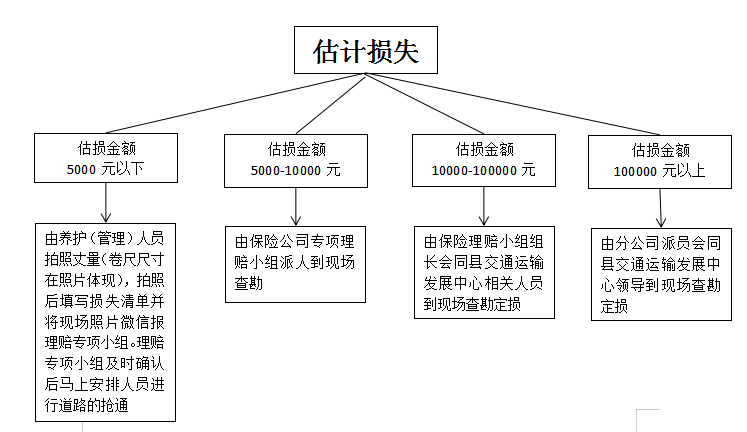 估计损失
估损金额
5000 元以下
估损金额
5000-10000 元
估损金额
10000-100000 元
估损金额
100000 元以上
由养护（管理）人员
拍照丈量（卷尺尺寸
在照片体现），拍照
后填写损失清单并
将现场照片微信报
理赔专项小组。理赔
专项小组及时确认
后马上安排人员进
行道路的抢通
由保险公司专项理
赔小组派人到现场
查勘
由保险理赔小组组
长会同县交通运输
发展中心相关人员
到现场查勘定损
由分公司派员会同
县交通运输发展中
心领导到现场查勘
定损